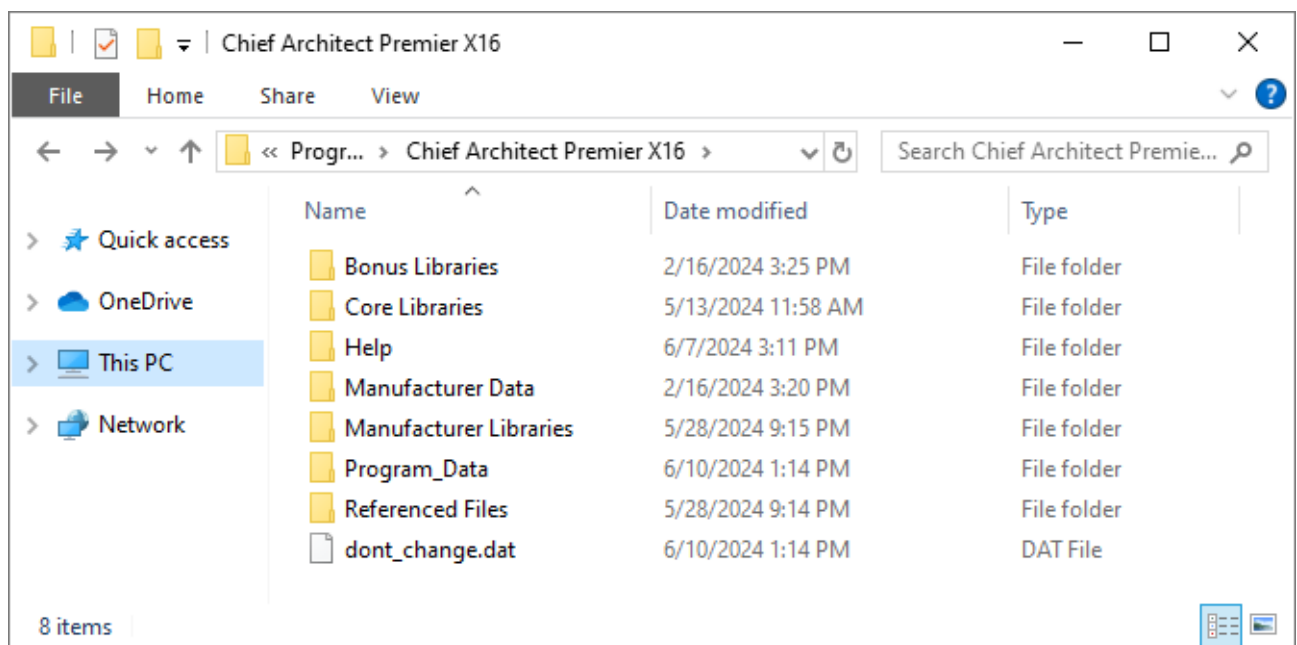 Chief Architect Premier X16
File Home Share View
« Progr... › Chief Architect Premier X16 › Search Chief Architect Premie...
Name Date modified Type
Quick access
OneDrive
This PC
Network
Bonus Libraries 2/16/2024 3:25 PM File folder
Core Libraries 5/13/2024 11:58 AM File folder
Help 6/7/2024 3:11 PM File folder
Manufacturer Data 2/16/2024 3:20 PM File folder
Manufacturer Libraries 5/28/2024 9:15 PM File folder
Program_Data 6/10/2024 1:14 PM File folder
Referenced Files 5/28/2024 9:14 PM File folder
dont_change.dat 6/10/2024 1:14 PM DAT File
8 items